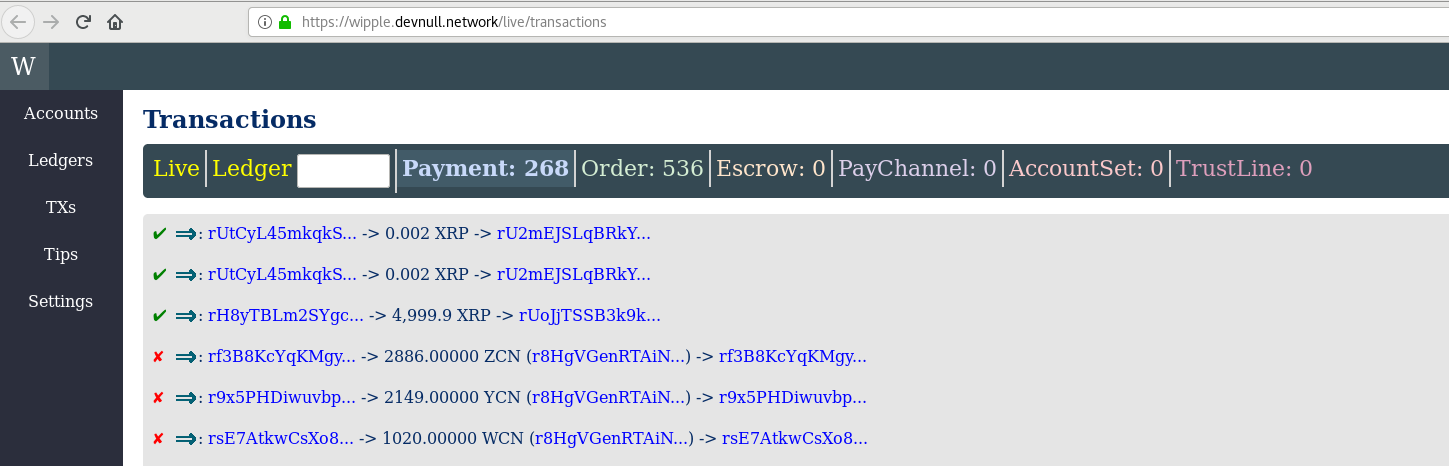 https://wipple.devnull.network/live/transactions
W
Accounts
Ledgers
TXs
Tips
Settings
Transactions
Live Ledger Payment: 268 Order: 536 Escrow: 0 PayChannel: 0 AccountSet: 0 TrustLine: 0
✔ ⇒: rUtCyL45mkqkS... -> 0.002 XRP -> rU2mEJSLqBRkY...
✔ ⇒: rUtCyL45mkqkS... -> 0.002 XRP -> rU2mEJSLqBRkY...
✔ ⇒: rH8yTBLm2SYgc... -> 4,999.9 XRP -> rUoJjTSSB3k9k...
✘ ⇒: rf3B8KcYqKMgy... -> 2886.00000 ZCN (r8HgVGenRTAiN...) -> rf3B8KcYqKMgy...
✘ ⇒: r9x5PHDiwuvbp... -> 2149.00000 YCN (r8HgVGenRTAiN...) -> r9x5PHDiwuvbp...
✘ ⇒: rsE7AtkwCsXo8... -> 1020.00000 WCN (r8HgVGenRTAiN...) -> rsE7AtkwCsXo8...